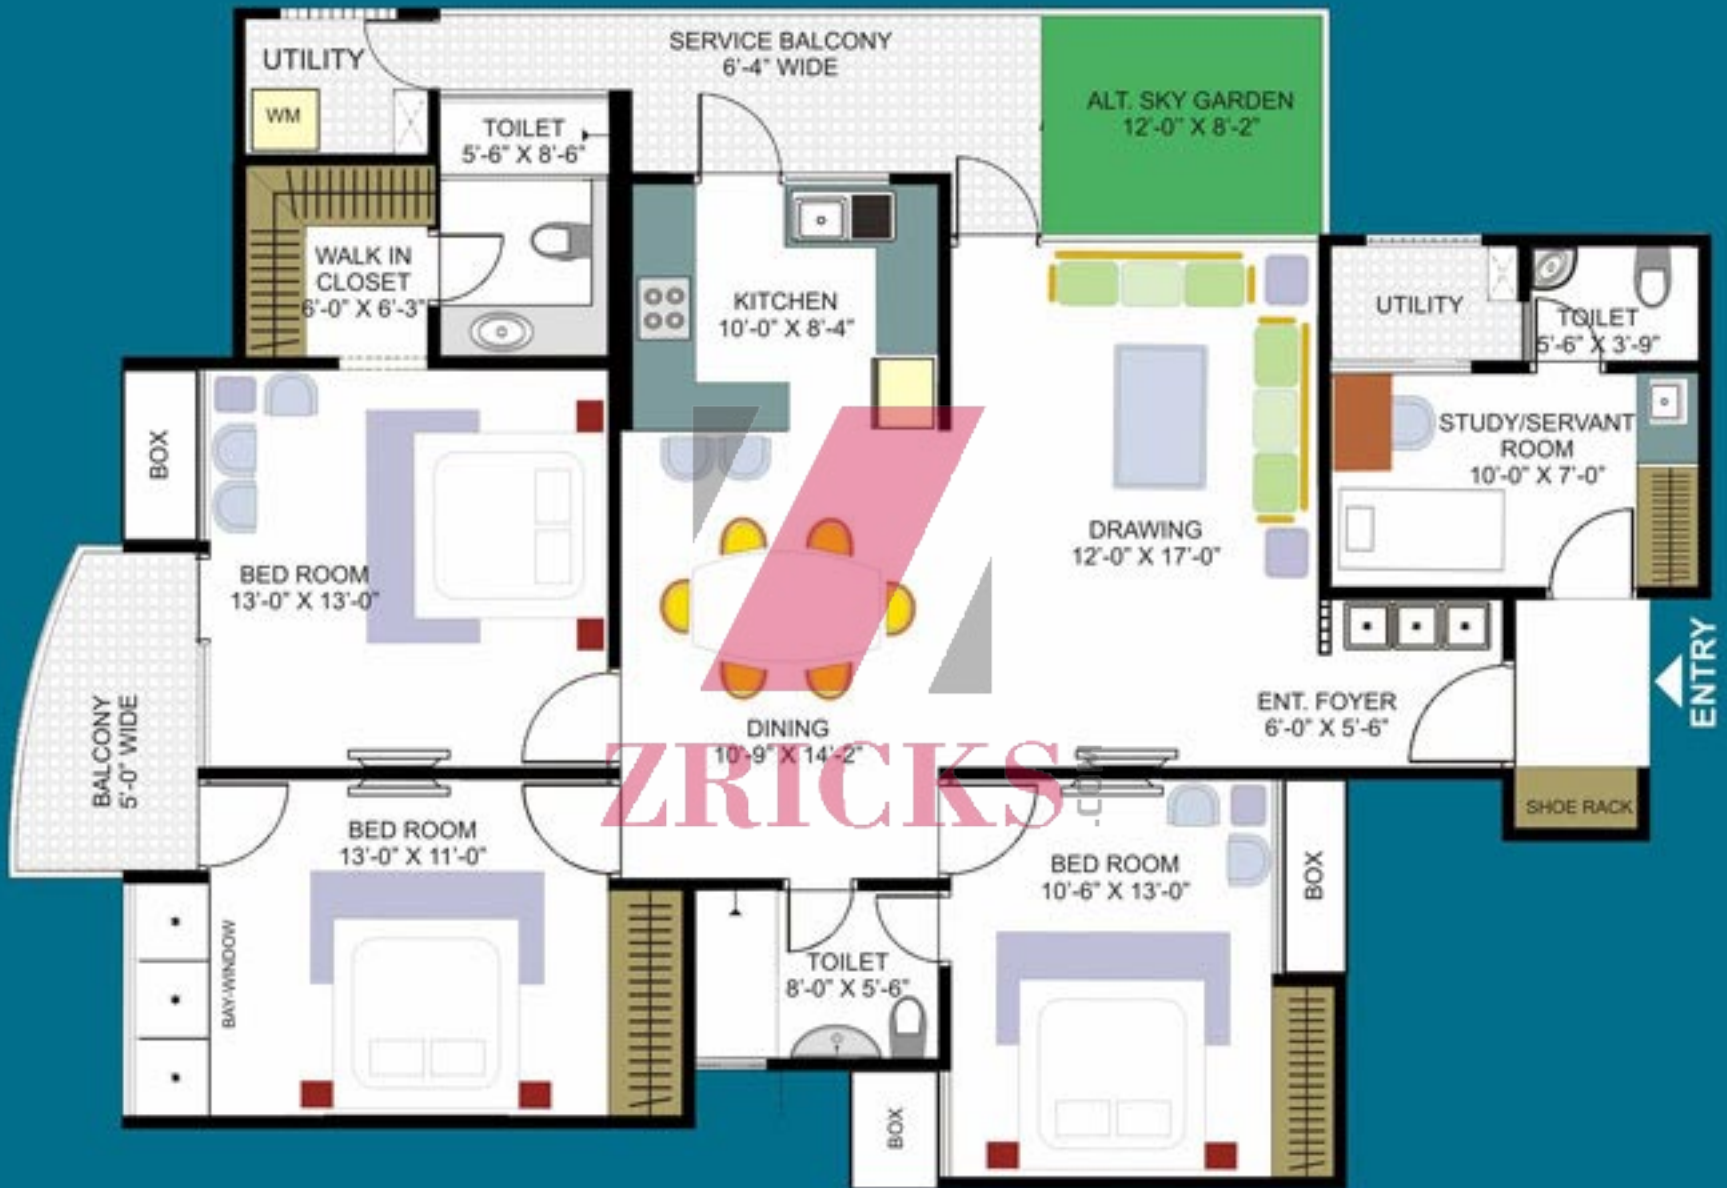 UTILITY
WM
SERVICE BALCONY
6'-4" WIDE
ALT. SKY GARDEN
12'-0" X 8'-2"
TOILET
5'-6" X 8'-6"
WALK IN
CLOSET
6'-0" X 6'-3"
KITCHEN
10'-0" X 8'-4"
UTILITY
TOILET
5'-6" X 3'-9"
STUDY/SERVANT
ROOM
10'-0" X 7'-0"
BOX
BED ROOM
13'-0" X 13'-0"
DRAWING
12'-0" X 17'-0"
ENTRY
BALCONY
5'-0" WIDE
DINING
10'-9" X 14'-2"
ENT. FOYER
6'-0" X 5'-6"
ZRICKS
.COM
SHOE RACK
BED ROOM
13'-0" X 11'-0"
BED ROOM
10'-6" X 13'-0"
BOX
BAY-WINDOW
TOILET
8'-0" X 5'-6"
BOX